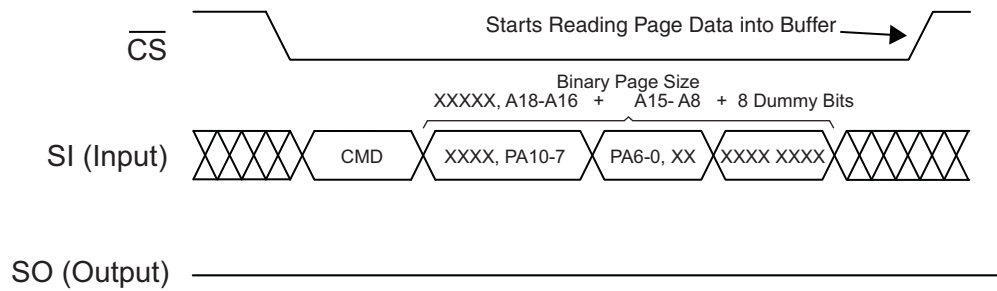 Starts Reading Page Data into Buffer
CS
Binary Page Size
XXXXX, A18-A16 + A15- A8 + 8 Dummy Bits
SI (Input)
CMD
XXXX, PA10-7
PA6-0, XX
XXXX XXXX
SO (Output)